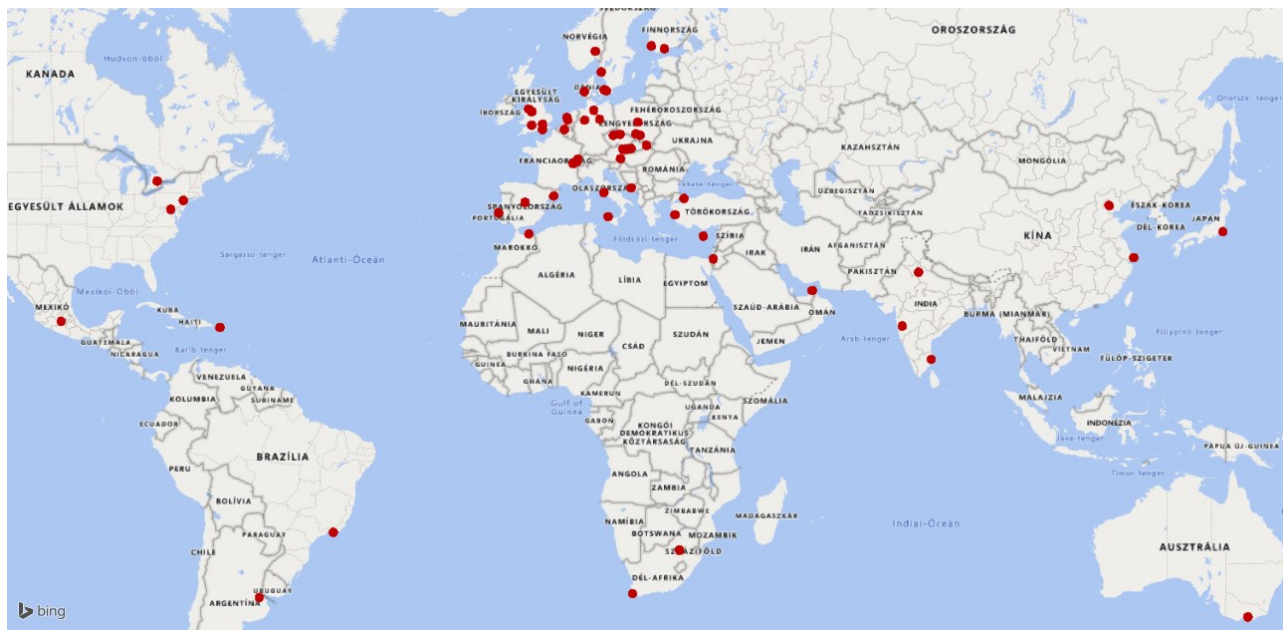 SVÉDORSZÁG
NORVÉGIA
FINNORSZÁG
OROSZORSZÁG
Hudson-öböl
KANADA
DÁNIA
EGYESÜLT
KIRÁLYSÁG
ÍRORSZÁG
FEHÉROROSZORSZÁG
LENGYELORSZÁG
UKRAJNA
KAZAHSZTÁN
MONGÓLIA
FRANCIAORSZÁG
ROMÁNIA
OLASZORSZÁG
Fekete-tenger
ÜZBEGISZTÁN
TADZSIKISZTÁN
EGYESÜLT ÁLLAMOK
SPANYOLORSZÁG
PORTUGÁLIA
TÖRÖKORSZÁG
ÉSZAK-KOREA
JAPÁN
DÉL-KOREA
KÍNA
Sargasso-tenger
Atlanti-Óceán
MAROKKÓ
Földközi-tenger
SZÍRIA
IRAK
IRÁN
AFGANISZTÁN
PAKISZTÁN
ALGÉRIA
LÍBIA
EGYIPTOM
SZAÚD-ARÁBIA
OMÁN
INDIA
BURMA (MIANMAR)
Mexikói-Öböl
MEXIKÓ
KUBA
HAITI
GUATEMALA
NICARAGUA
Karib-tenger
MAURITÁNIA
MALI
NIGER
CSÁD
SZUDÁN
JEMEN
Arab-tenger
THAIFÖLD
VIETNAM
FÜLÖP-SZIGETEK
Filippínó-tenger
BURKINA FASO
GUINEA
GHÁNA
NIGÉRIA
KAMERUN
DÉL-SZUDÁN
SZOMÁLIA
VENEZUELA
GUYANA
SURINAME
KOLUMBIA
ECUADOR
Gulf of
Guinea
GABON
UGANDA
KENYA
KONGÓI
DEMOKRATIKUS
KÖZTÁRSASÁG
TANZÁNIA
MALAJZIA
INDONÉZIA
Jáva-tenger
PÁPUA ÚJ-GUINEA
Timor-tenger
PERU
BRAZÍLIA
BOLÍVIA
ANGOLA
ZAMBIA
ZIMBABWE
MADAGASZKÁR
NAMÍBIA
BOTSWANA
MOZAMBIK
SZVÁZIFÖLD
DÉL-AFRIKA
Indiai-Óceán
AUSZTRÁLIA
PARAGUAY
CHILE
URUGUAY
ARGENTÍNA
bing